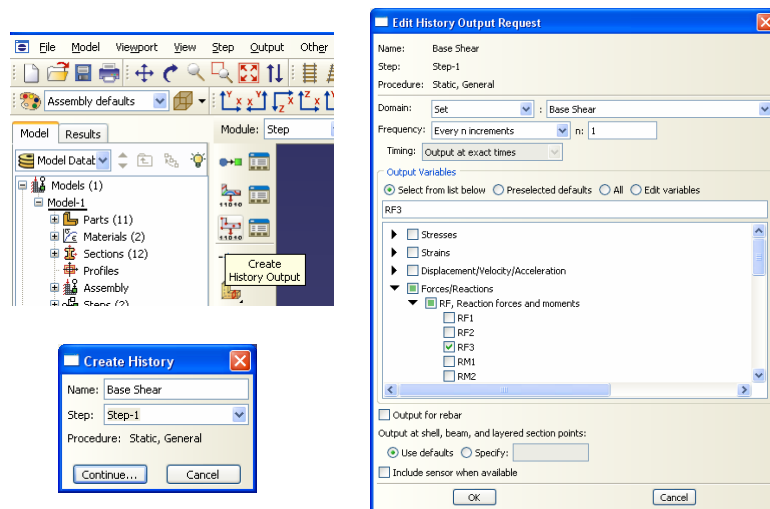 File Model Viewport View Step Output Other
Assembly defaults
Model Results
Module: Step
Model Datab
Models (1)
Model-1
Parts (11)
Materials (2)
Sections (12)
Profiles
Assembly
Steps (2)
Create
History Output
Create History
Name: Base Shear
Step: Step-1
Procedure: Static, General
Continue... Cancel
Edit History Output Request
Name: Base Shear
Step: Step-1
Procedure: Static, General
Domain: Set : Base Shear
Frequency: Every n increments n: 1
Timing: Output at exact times
Output Variables
Select from list below Preselected defaults All Edit variables
RF3
Stresses
Strains
Displacement/Velocity/Acceleration
Forces/Reactions
RF, Reaction forces and moments
RF1
RF2
RF3
RM1
RM2
Output for rebar
Output at shell, beam, and layered section points:
Use defaults Specify:
Include sensor when available
OK Cancel